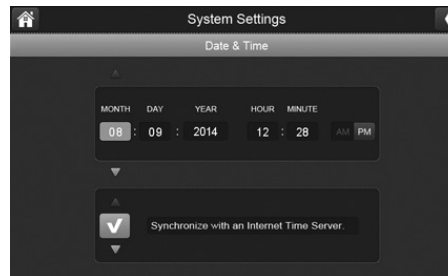 System Settings
Date & Time
MONTH DAY YEAR HOUR MINUTE
08 : 09 : 2014 12 : 28 AM PM
Synchronize with an Internet Time Server.